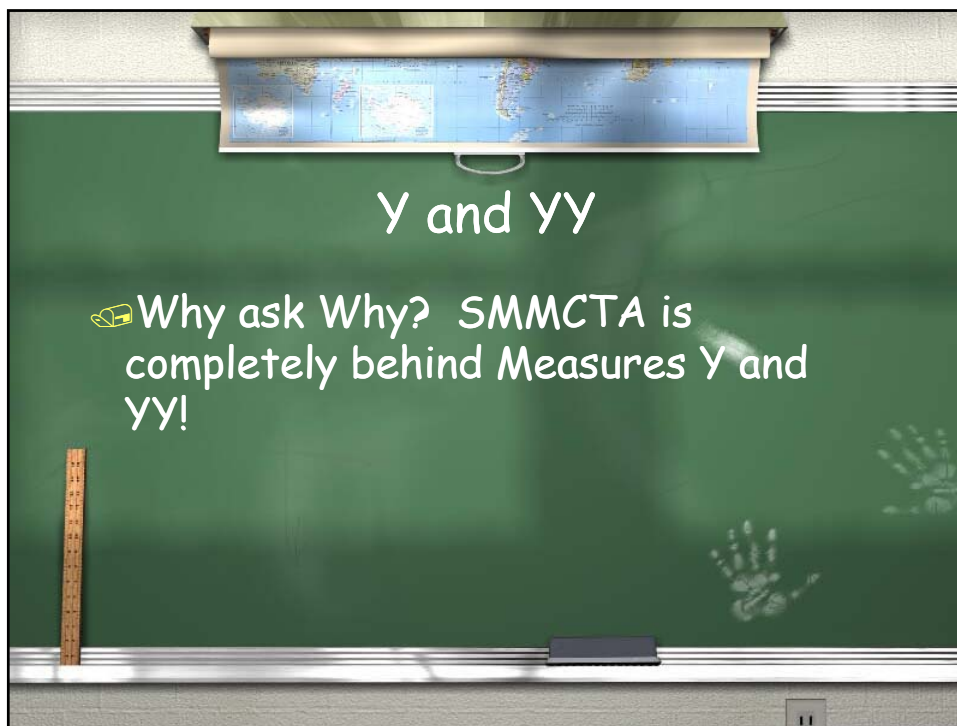 Y and YY
Why ask Why? SMMCTA is
completely behind Measures Y and
YY!